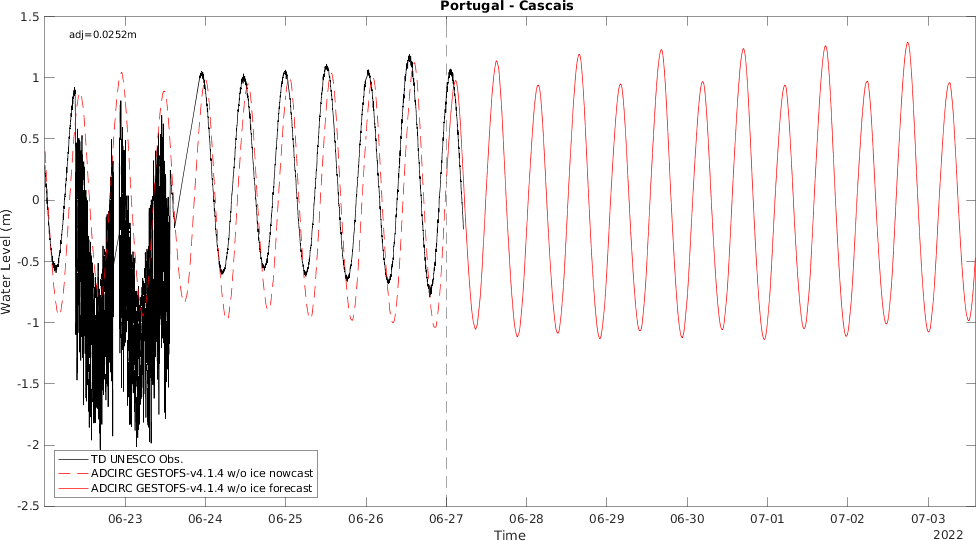 Portugal - Cascais
adj=0.0252m
1.5
1
0.5
0
-0.5
-1
-1.5
-2
-2.5
Water Level (m)
TD UNESCO Obs.
ADCIRC GESTOFS-v4.1.4 w/o ice nowcast
ADCIRC GESTOFS-v4.1.4 w/o ice forecast
06-23 06-24 06-25 06-26 06-27 06-28 06-29 06-30 07-01 07-02 07-03
Time
2022